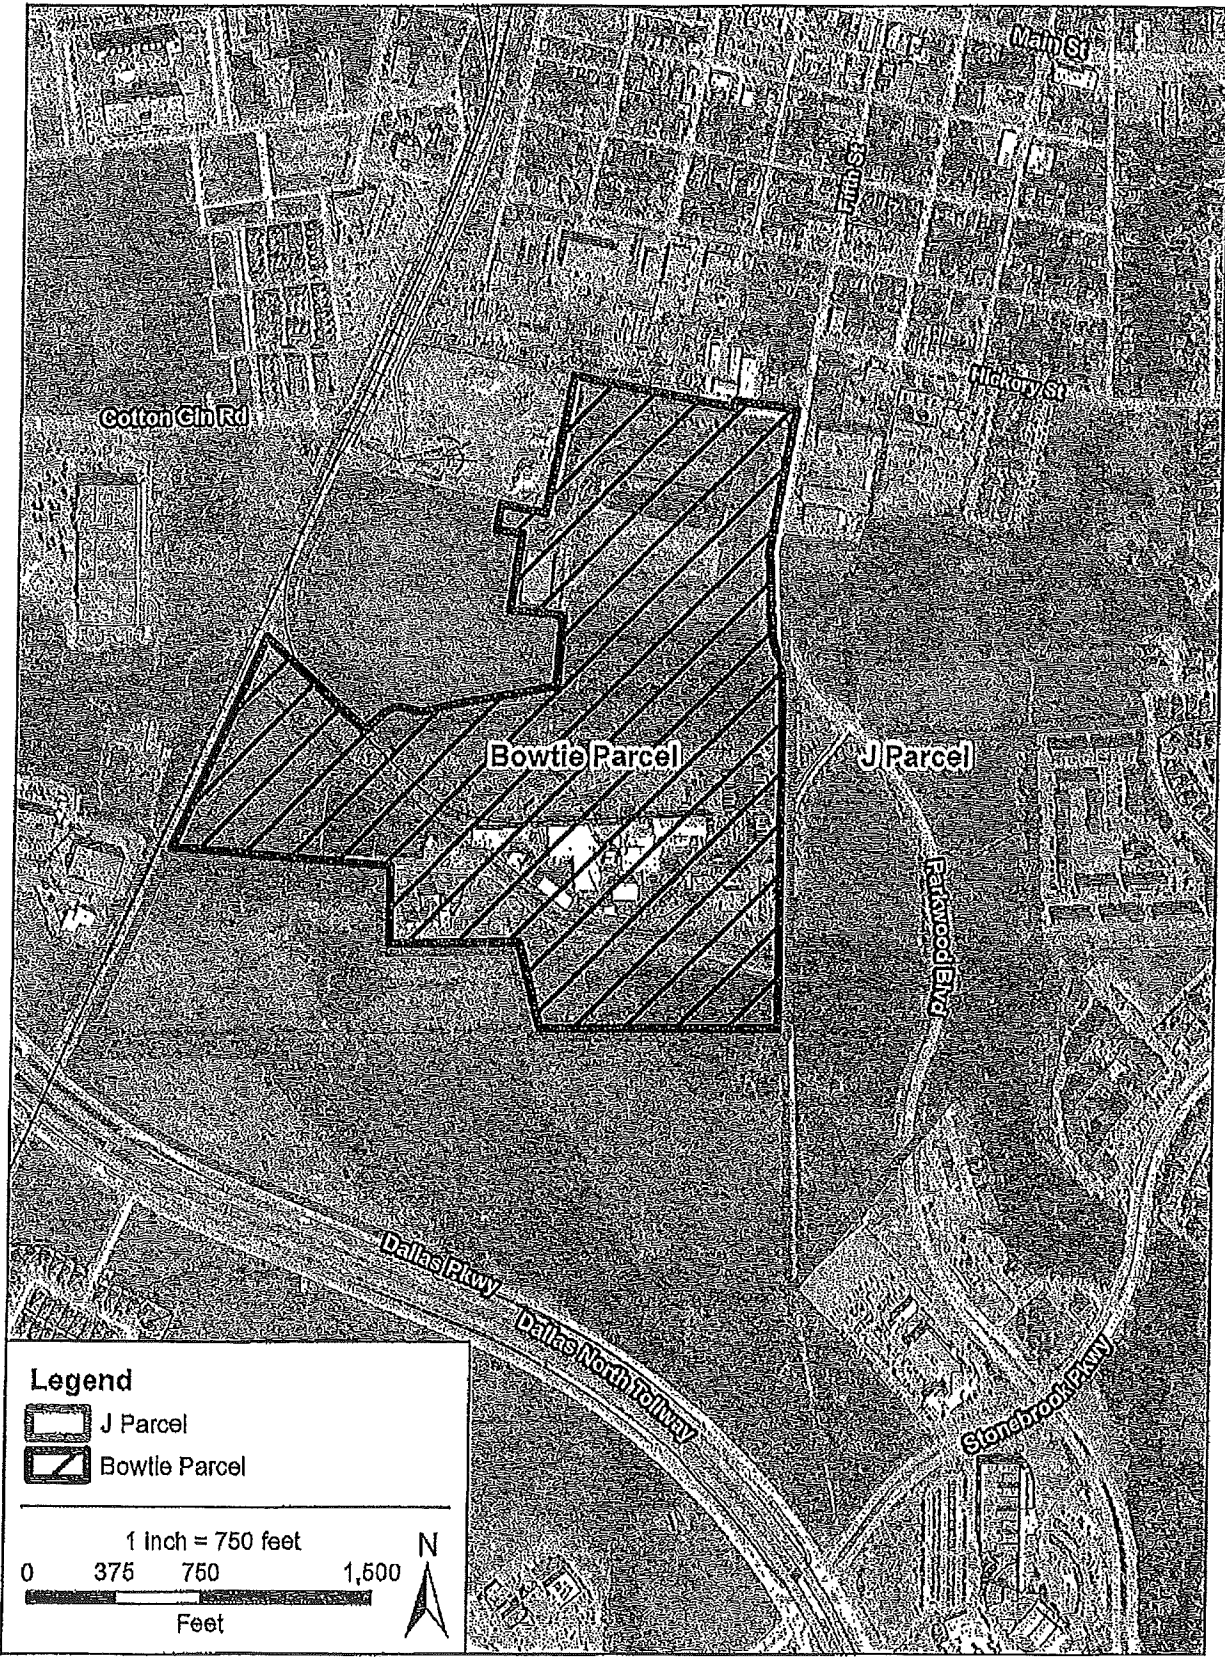 Main St
Fifth St
Hickory St
Cotton Gin Rd
Bowtie Parcel
J Parcel
Parkwood Blvd
Dallas Pkwy
Dallas North Tollway
Stonebrook Pkwy
Legend
J Parcel
Bowtie Parcel
1 inch = 750 feet
0 375 750 1,500
Feet
N